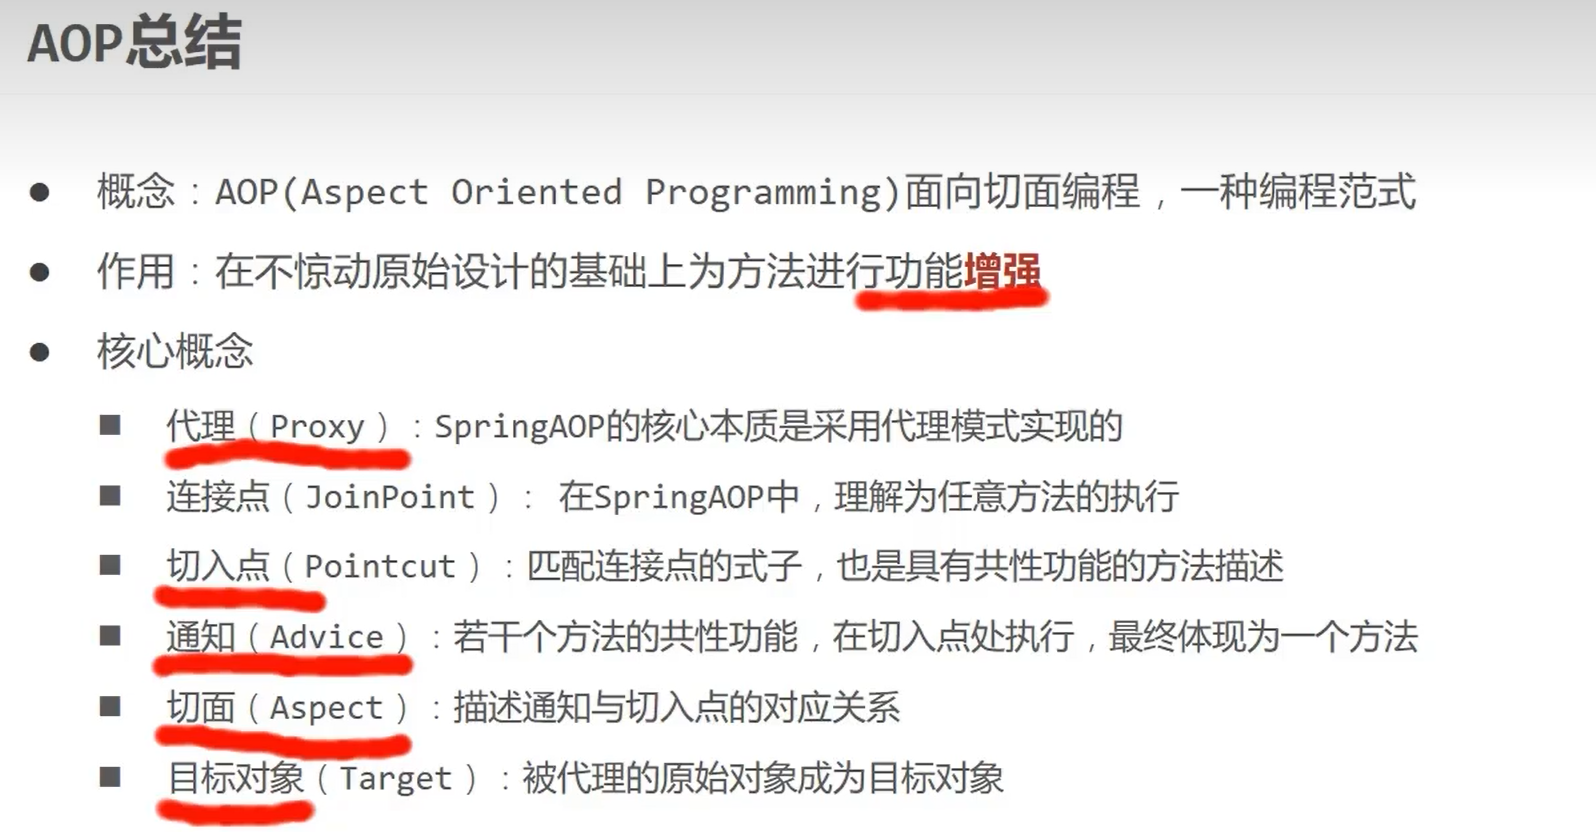 AOP总结
● 概念：AOP(Aspect Oriented Programming)面向切面编程，一种编程范式
● 作用：在不惊动原始设计的基础上为方法进行功能增强
● 核心概念
■ 代理（Proxy）：SpringAOP的核心本质是采用代理模式实现的
■ 连接点（JoinPoint）： 在SpringAOP中，理解为任意方法的执行
■ 切入点（Pointcut）：匹配连接点的式子，也是具有共性功能的方法描述
■ 通知（Advice）：若干个方法的共性功能，在切入点处执行，最终体现为一个方法
■ 切面（Aspect）：描述通知与切入点的对应关系
■ 目标对象（Target）：被代理的原始对象成为目标对象